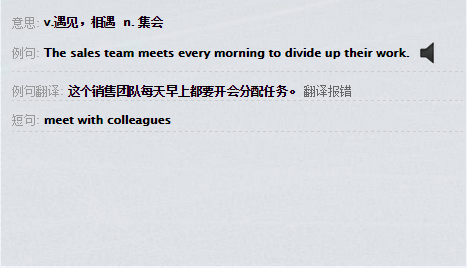 意思: v.遇见，相遇 n. 集会
例句: The sales team meets every morning to divide up their work.
例句翻译: 这个销售团队每天早上都要开会分配任务。 翻译报错
短句: meet with colleagues